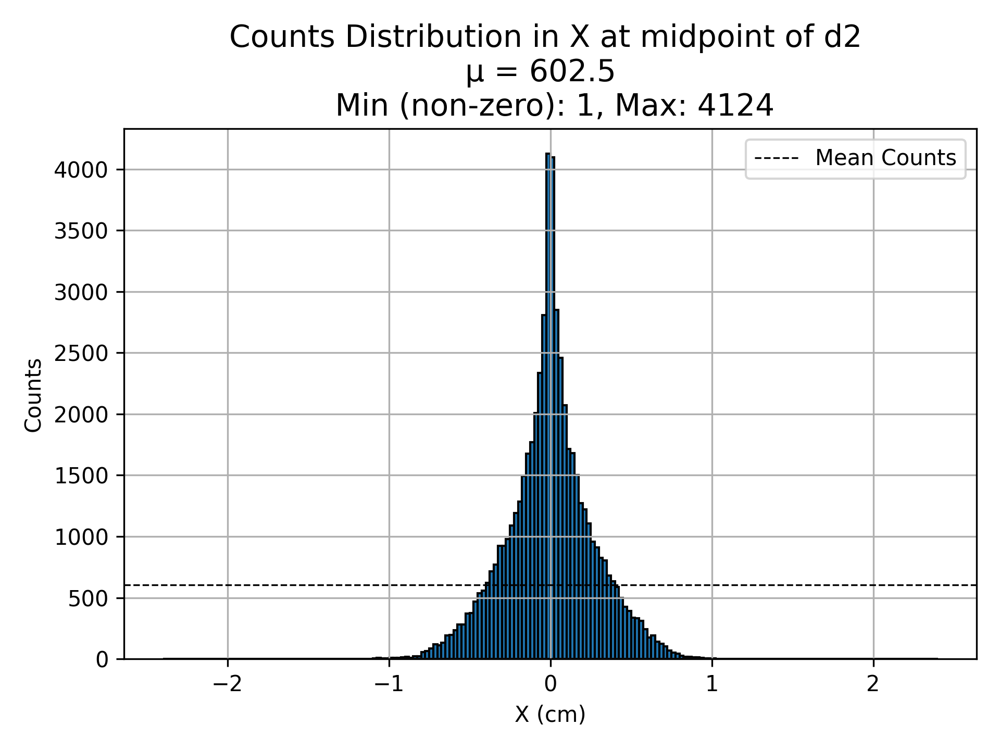 Counts Distribution in X at midpoint of d2
µ = 602.5
Min (non-zero): 1, Max: 4124
Mean Counts
4000
3500
3000
2500
2000
1500
1000
500
0
Counts
−2
−1
0
1
2
X (cm)